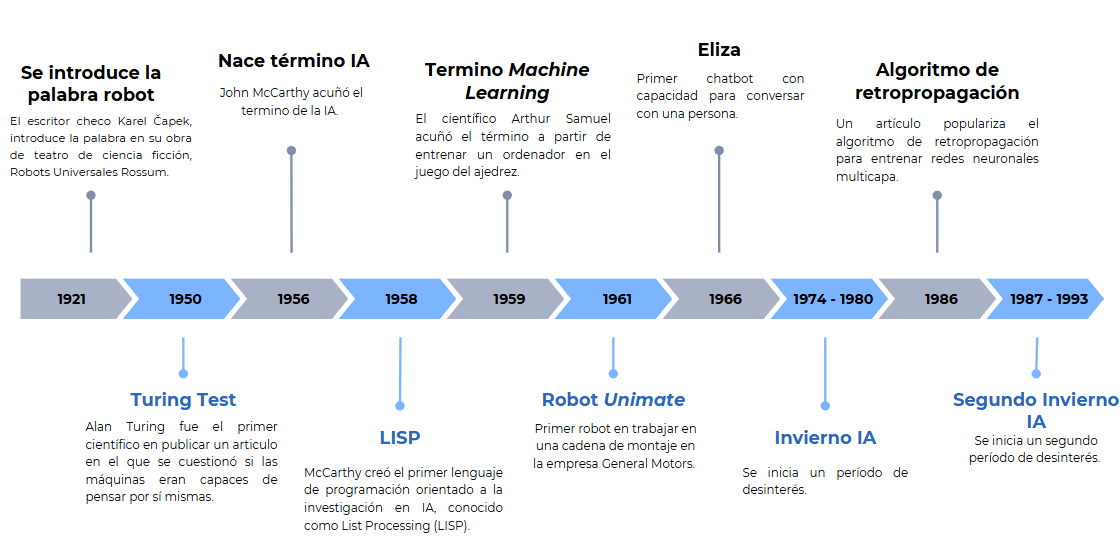 Se introduce la
palabra robot
El escritor checo Karel Čapek,
introduce la palabra en su obra
de teatro de ciencia ficción,
Robots Universales Rossum.
Nace término IA
John McCarthy acuñó el
termino de la IA.
Termino Machine
Learning
El científico Arthur Samuel
acuñó el término a partir de
entrenar un ordenador en el
juego del ajedrez.
Eliza
Primer chatbot con
capacidad para conversar
con una persona.
Algoritmo de
retropropagación
Un artículo populariza el
algoritmo de retropropagación
para entrenar redes neuronales
multicapa.
1921
1950
1956
1958
1959
1961
1966
1974 - 1980
1986
1987 - 1993
Turing Test
Alan Turing fue el primer
científico en publicar un articulo
en el que se cuestionó si las
máquinas eran capaces de
pensar por sí mismas.
LISP
McCarthy creó el primer lenguaje
de programación orientado a la
investigación en IA, conocido
como List Processing (LISP).
Robot Unimate
Primer robot en trabajar en
una cadena de montaje en
la empresa General Motors.
Invierno IA
Se inicia un período de
desinterés.
Segundo Invierno
IA
Se inicia un segundo
período de desinterés.